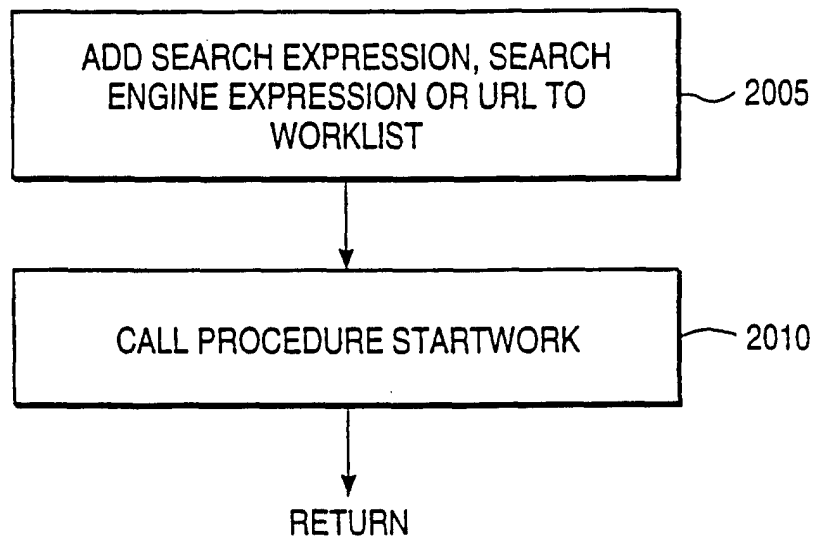 ADD SEARCH EXPRESSION, SEARCH
ENGINE EXPRESSION OR URL TO
WORKLIST
2005
CALL PROCEDURE STARTWORK
2010
RETURN